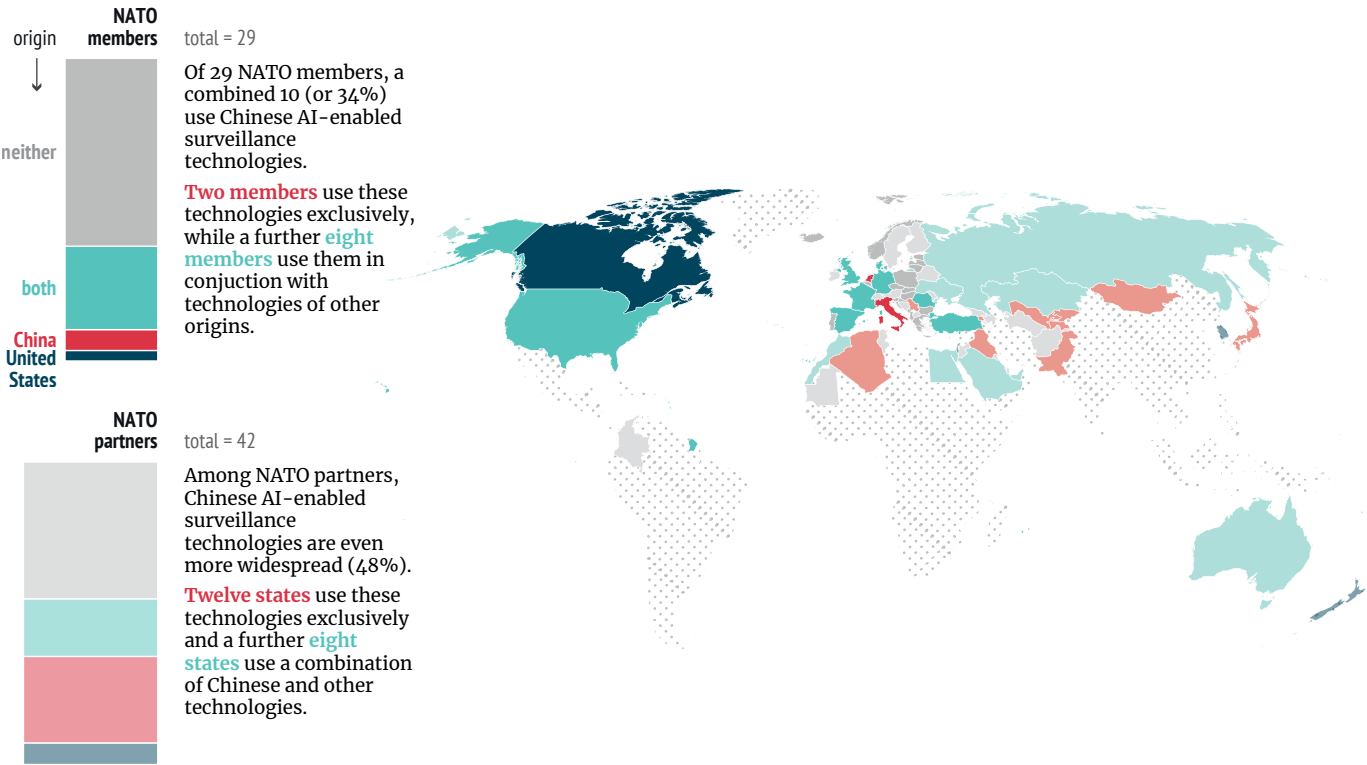 NATO
origin members total = 29
Of 29 NATO members, a
combined 10 (or 34%)
use Chinese AI-enabled
surveillance
technologies.
Two members use these
technologies exclusively,
while a further eight
members use them in
conjuction with
technologies of other
origins.
neither
both
China
United
States
NATO
partners total = 42
Among NATO partners,
Chinese AI-enabled
surveillance
technologies are even
more widespread (48%).
Twelve states use these
technologies exclusively
and a further eight
states use a combination
of Chinese and other
technologies.